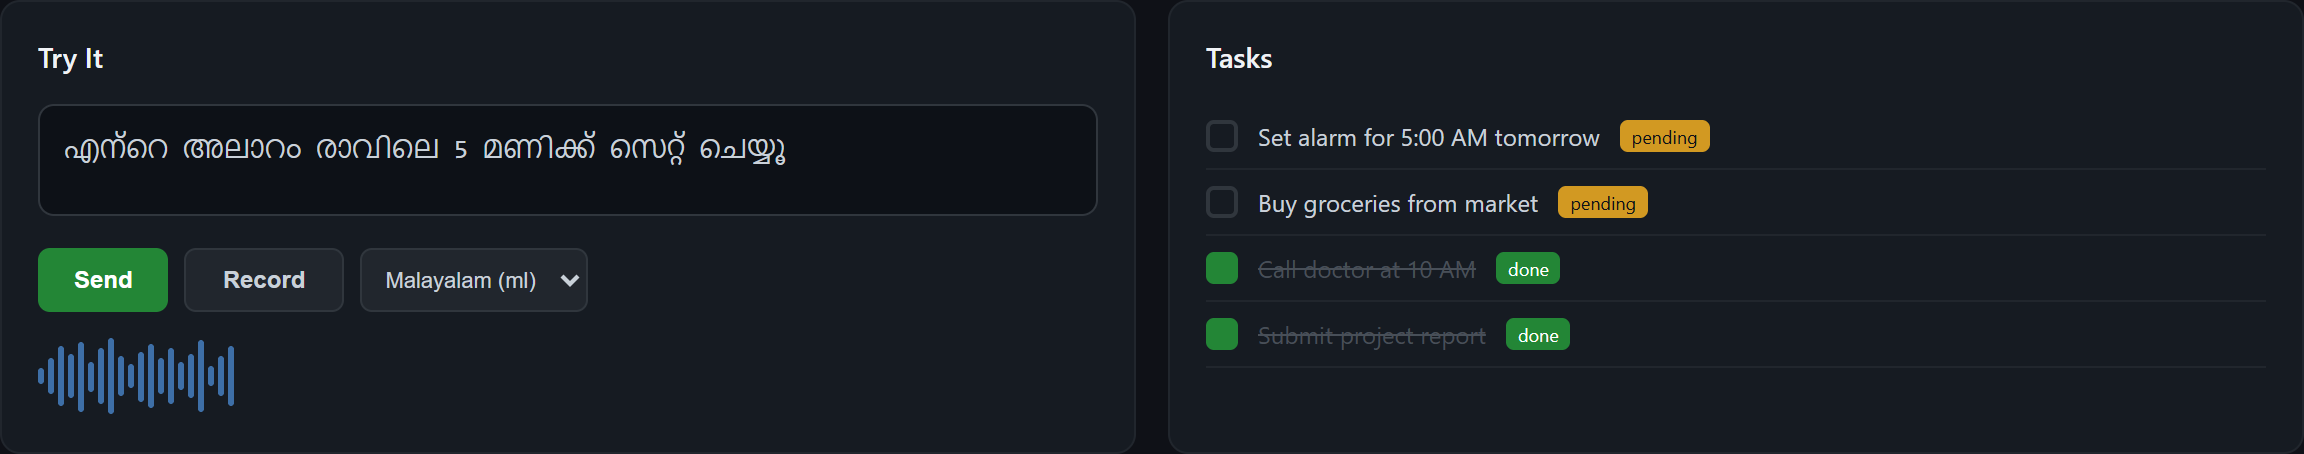 Try It
എന്റെ അലാറം രാവിലെ 5 മണിക്ക് സെറ്റ് ചെയ്യൂ
Send
Record
Malayalam (ml)
Tasks
Set alarm for 5:00 AM tomorrow pending
Buy groceries from market pending
Call doctor at 10 AM done
Submit project report done